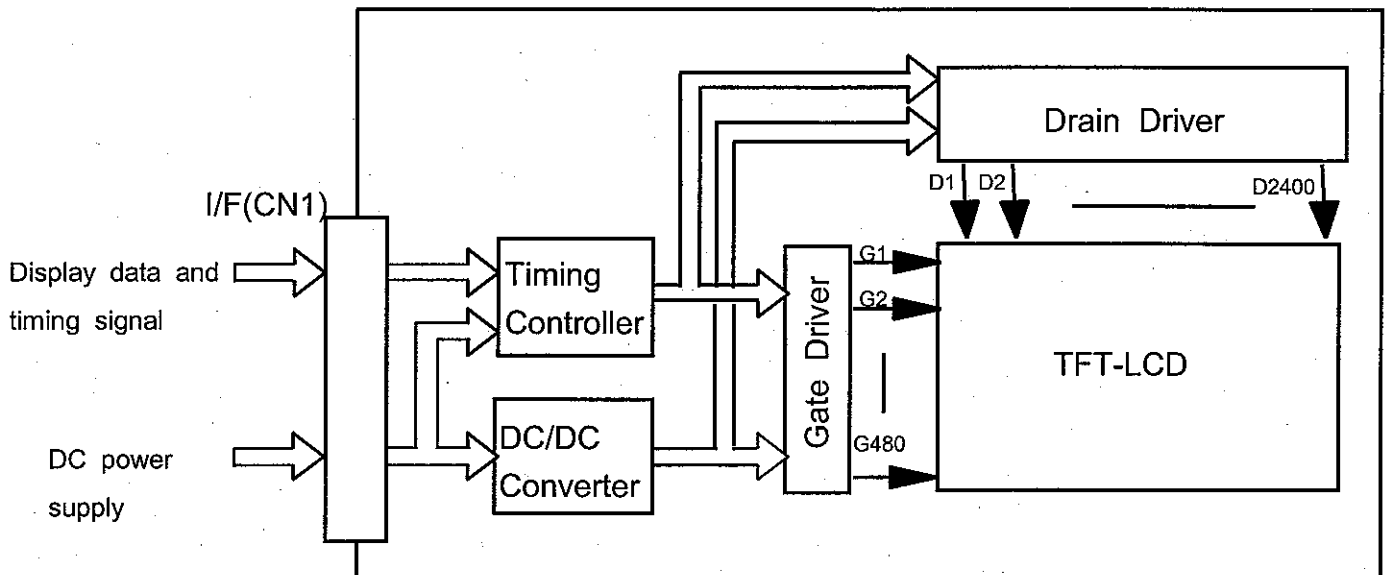 Drain Driver
D1
D2
D2400
I/F(CN1)
Display data and
timing signal
Timing
Controller
Gate Driver
G1
G2
G480
TFT-LCD
DC power
supply
DC/DC
Converter